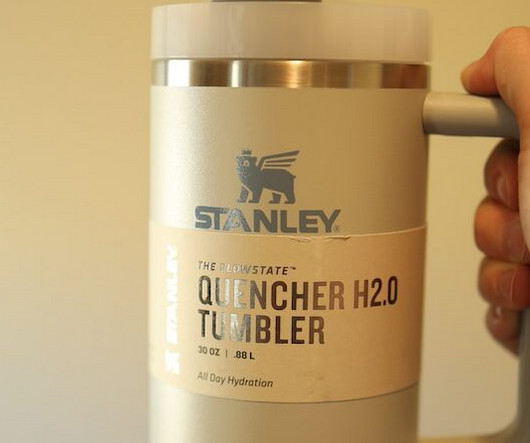 STANLEY®
STANLEY
THE FLOWSTATE™
QUENCHER H2.0
TUMBLER
30 OZ | .88 L
All Day Hydration